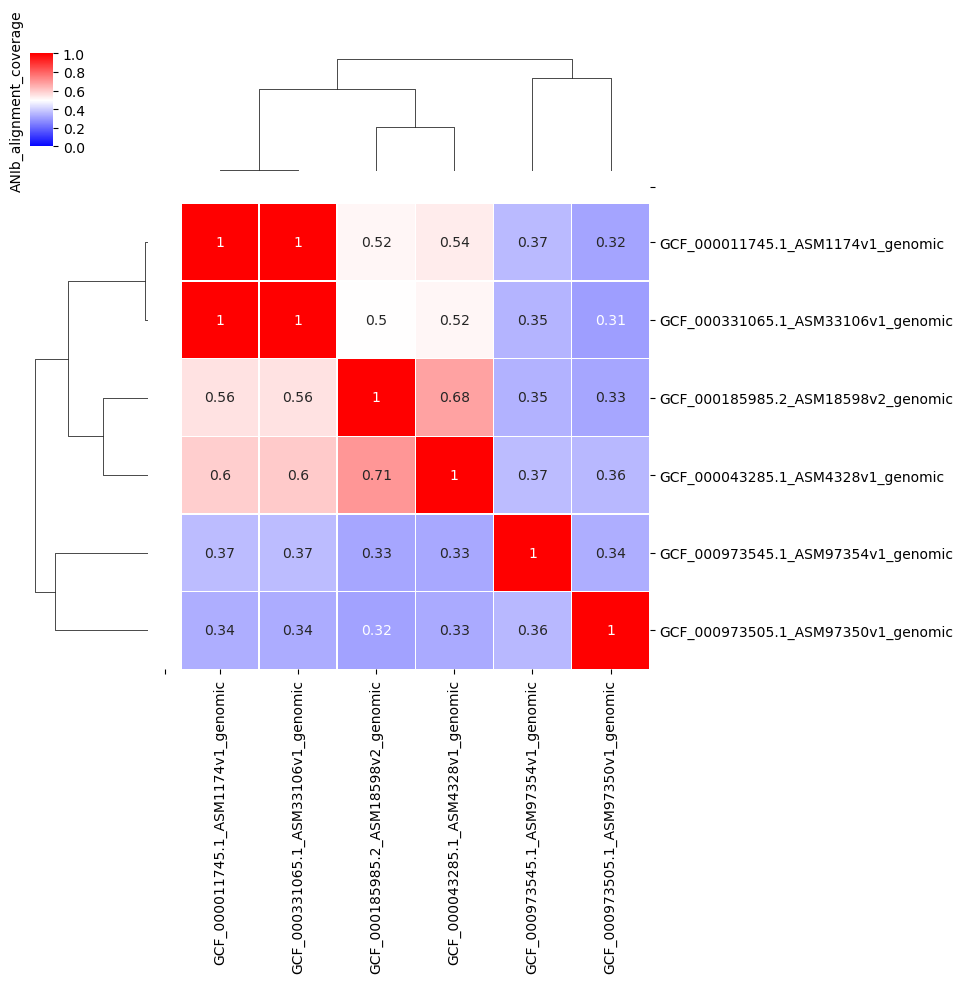 ANIb_alignment_coverage
1.0
0.8
0.6
0.4
0.2
0.0
1 1 0.52 0.54 0.37 0.32 GCF_000011745.1_ASM1174v1_genomic
1 1 0.5 0.52 0.35 0.31 GCF_000331065.1_ASM33106v1_genomic
0.56 0.56 1 0.68 0.35 0.33 GCF_000185985.2_ASM18598v2_genomic
0.6 0.6 0.71 1 0.37 0.36 GCF_000043285.1_ASM4328v1_genomic
0.37 0.37 0.33 0.33 1 0.34 GCF_000973545.1_ASM97354v1_genomic
0.34 0.34 0.32 0.33 0.36 1 GCF_000973505.1_ASM97350v1_genomic
GCF_000011745.1_ASM1174v1_genomic
GCF_000331065.1_ASM33106v1_genomic
GCF_000185985.2_ASM18598v2_genomic
GCF_000043285.1_ASM4328v1_genomic
GCF_000973545.1_ASM97354v1_genomic
GCF_000973505.1_ASM97350v1_genomic